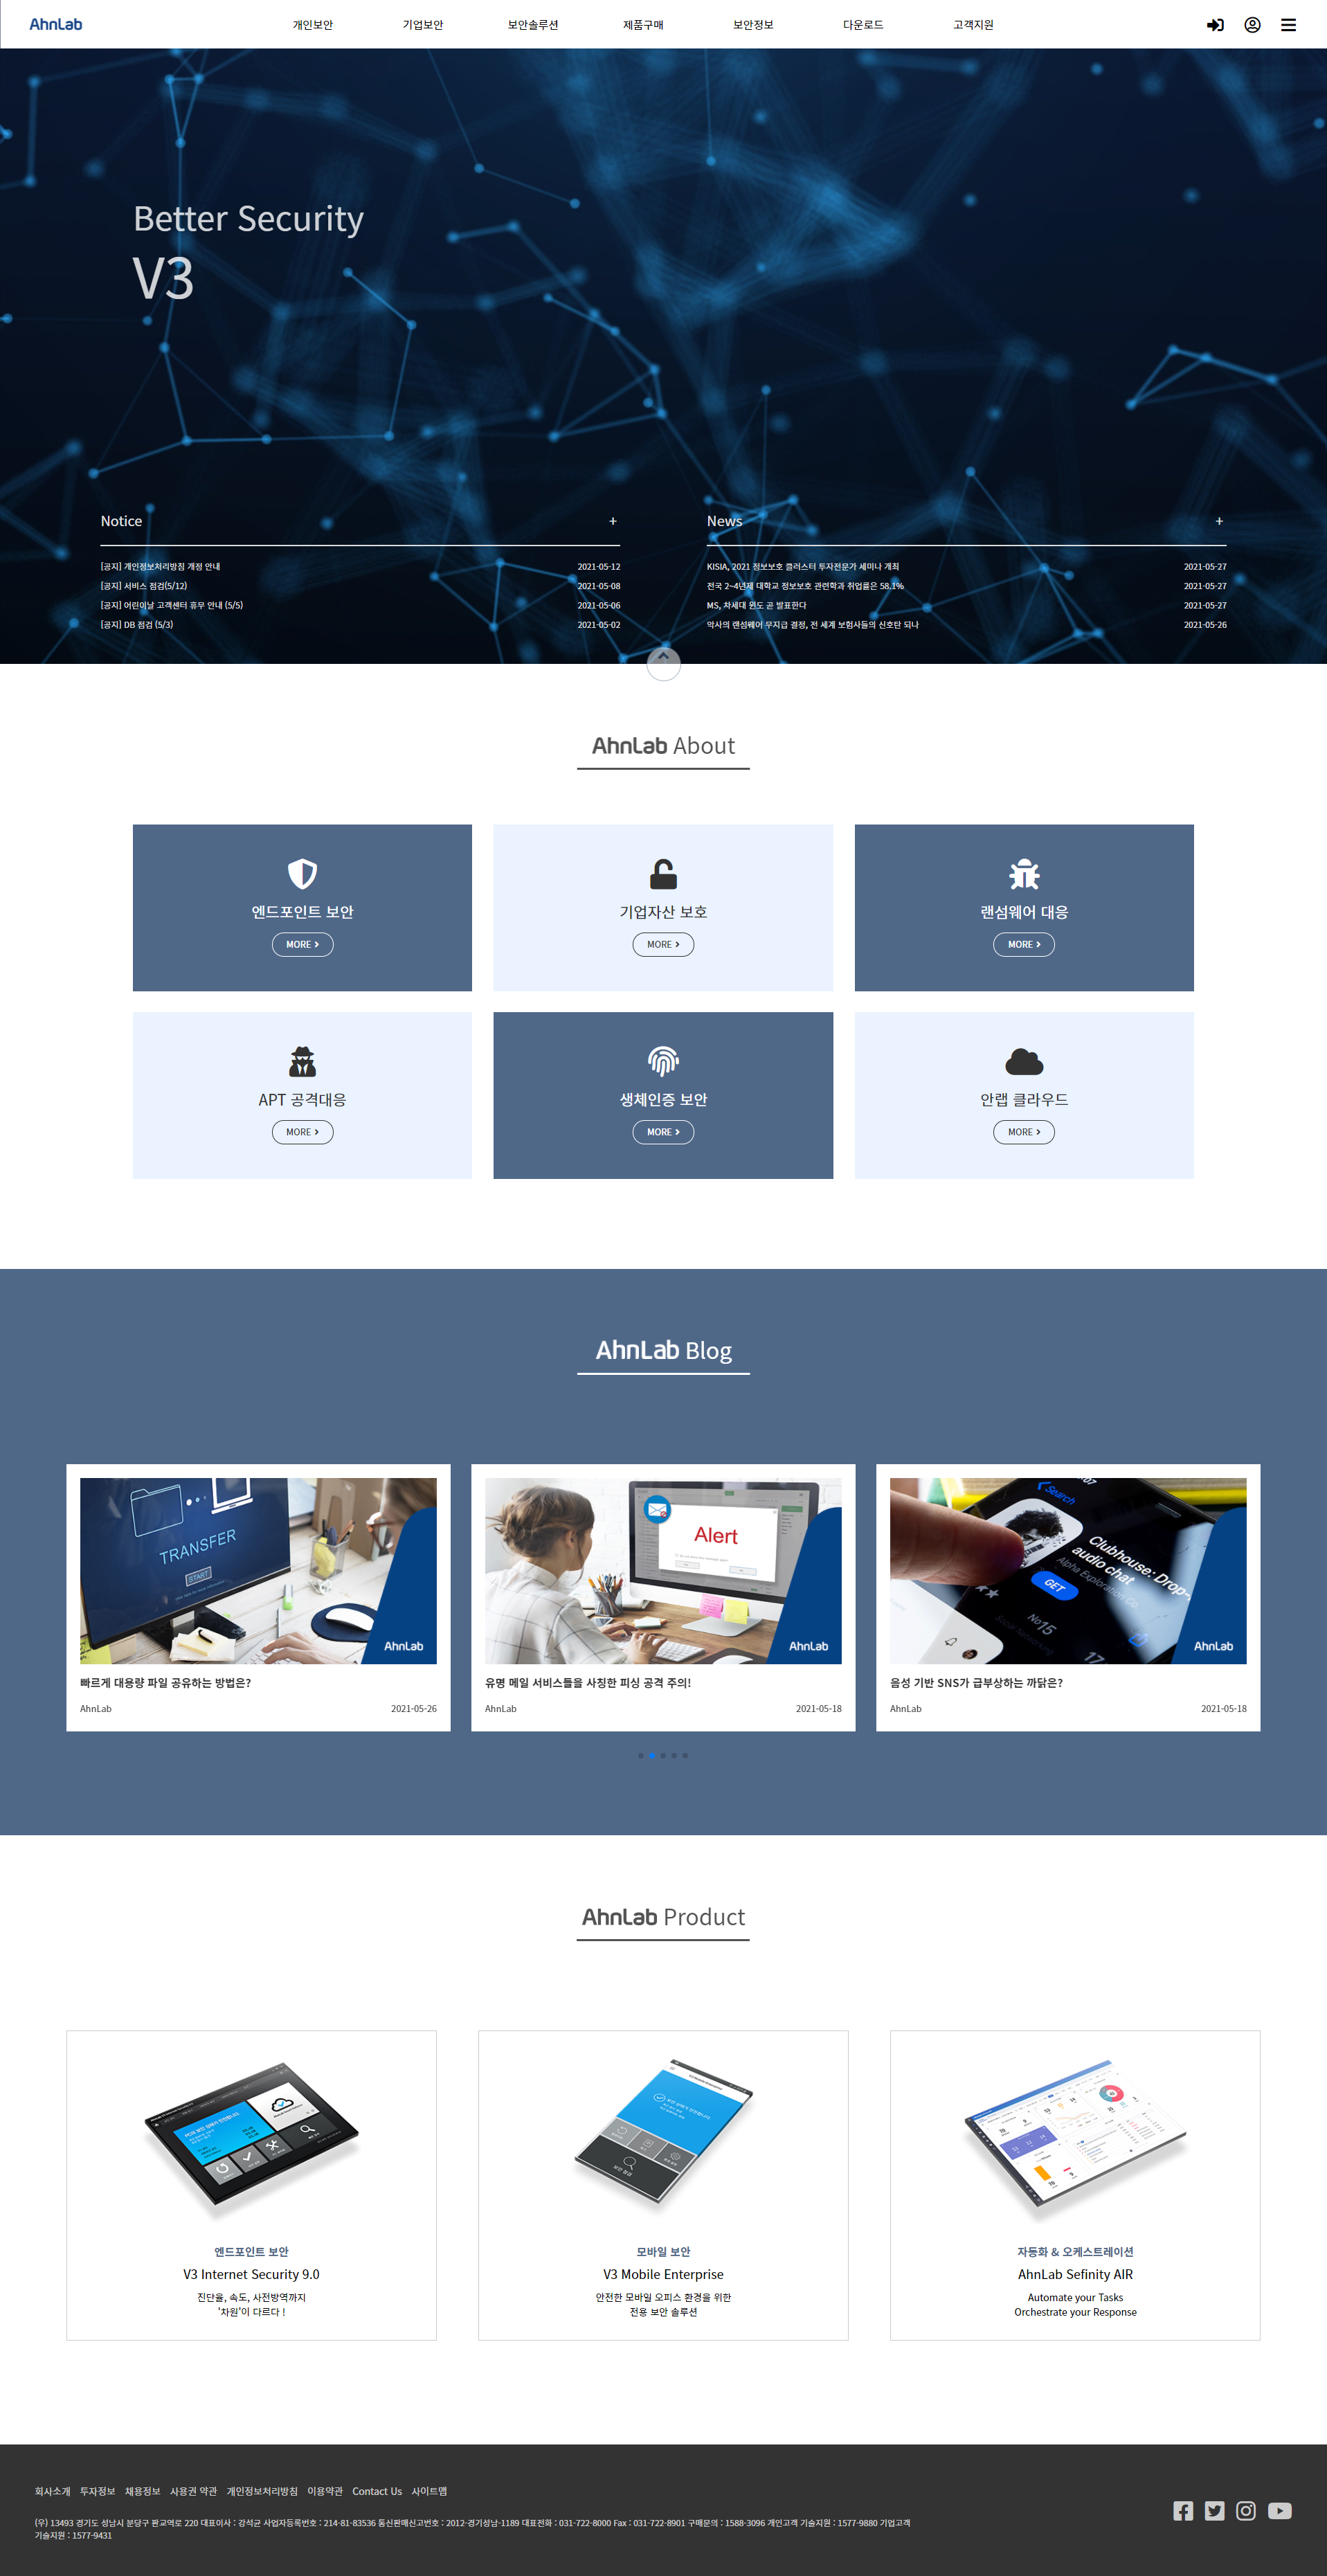 AhnLab
개인보안
기업보안
보안솔루션
제품구매
보안정보
다운로드
고객지원
Better Security
V3
Notice +
[공지] 개인정보처리방침 개정 안내 2021-05-12
[공지] 서비스 점검(5/12) 2021-05-08
[공지] 어린이날 고객센터 휴무 안내 (5/5) 2021-05-06
[공지] DB 점검 (5/3) 2021-05-02
News +
KISIA, 2021 정보보호 클러스터 투자전문가 세미나 개최 2021-05-27
전국 2~4년제 대학교 정보보호 관련학과 취업률은 58.1% 2021-05-27
MS, 차세대 윈도 곧 발표한다 2021-05-27
악사의 랜섬웨어 무지급 결정, 전 세계 보험사들의 신호탄 되나 2021-05-26
AhnLab About
엔드포인트 보안
MORE
기업자산 보호
MORE
랜섬웨어 대응
MORE
APT 공격대응
MORE
생체인증 보안
MORE
안랩 클라우드
MORE
AhnLab Blog
TRANSFER
START
AhnLab
빠르게 대용량 파일 공유하는 방법은?
AhnLab 2021-05-26
Alert
AhnLab
유명 메일 서비스들을 사칭한 피싱 공격 주의!
AhnLab 2021-05-18
Search
Clubhouse: Drop-
audio chat
Alpha Exploration Co.
GET
No15
Social Networking
17
AhnLab
음성 기반 SNS가 급부상하는 까닭은?
AhnLab 2021-05-18
AhnLab Product
엔드포인트 보안
V3 Internet Security 9.0
진단율, 속도, 사전방역까지
'차원'이 다르다 !
모바일 보안
V3 Mobile Enterprise
안전한 모바일 오피스 환경을 위한
전용 보안 솔루션
자동화 & 오케스트레이션
AhnLab Sefinity AIR
Automate your Tasks
Orchestrate your Response
회사소개 투자정보 채용정보 사용권 약관 개인정보처리방침 이용약관 Contact Us 사이트맵
(우) 13493 경기도 성남시 분당구 판교역로 220 대표이사 : 강석균 사업자등록번호 : 214-81-83536 통신판매신고번호 : 2012-경기성남-1189 대표전화 : 031-722-8000 Fax : 031-722-8901 구매문의 : 1588-3096 개인고객 기술지원 : 1577-9880 기업고객
기술지원 : 1577-9431